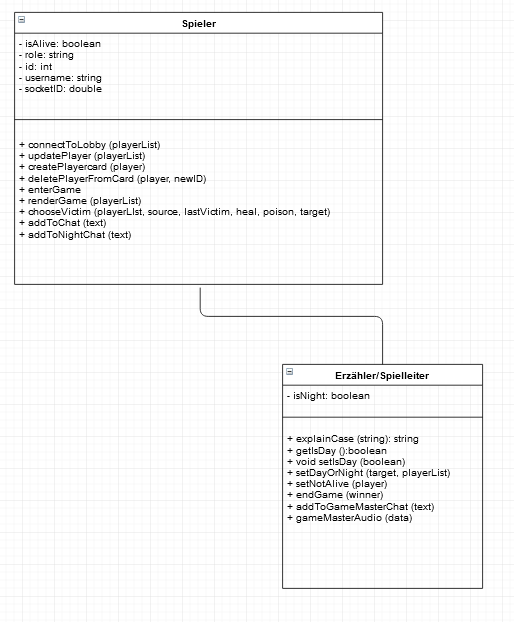 Spieler
- isAlive: boolean
- role: string
- id: int
- username: string
- socketID: double
+ connectToLobby (playerList)
+ updatePlayer (playerList)
+ createPlayercard (player)
+ deletePlayerFromCard (player, newID)
+ enterGame
+ renderGame (playerList)
+ chooseVictim (playerLIst, source, lastVictim, heal, poison, target)
+ addToChat (text)
+ addToNightChat (text)
Erzähler/Spielleiter
- isNight: boolean
+ explainCase (string): string
+ getIsDay ():boolean
+ void setIsDay (boolean)
+ setDayOrNight (target, playerList)
+ setNotAlive (player)
+ endGame (winner)
+ addToGameMasterChat (text)
+ gameMasterAudio (data)